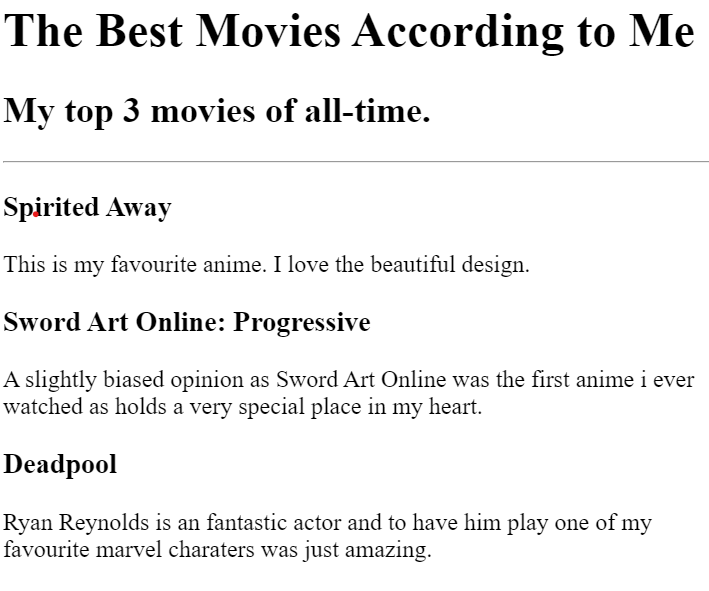 The Best Movies According to Me
My top 3 movies of all-time.
Spirited Away
This is my favourite anime. I love the beautiful design.
Sword Art Online: Progressive
A slightly biased opinion as Sword Art Online was the first anime i ever
watched as holds a very special place in my heart.
Deadpool
Ryan Reynolds is an fantastic actor and to have him play one of my
favourite marvel charaters was just amazing.